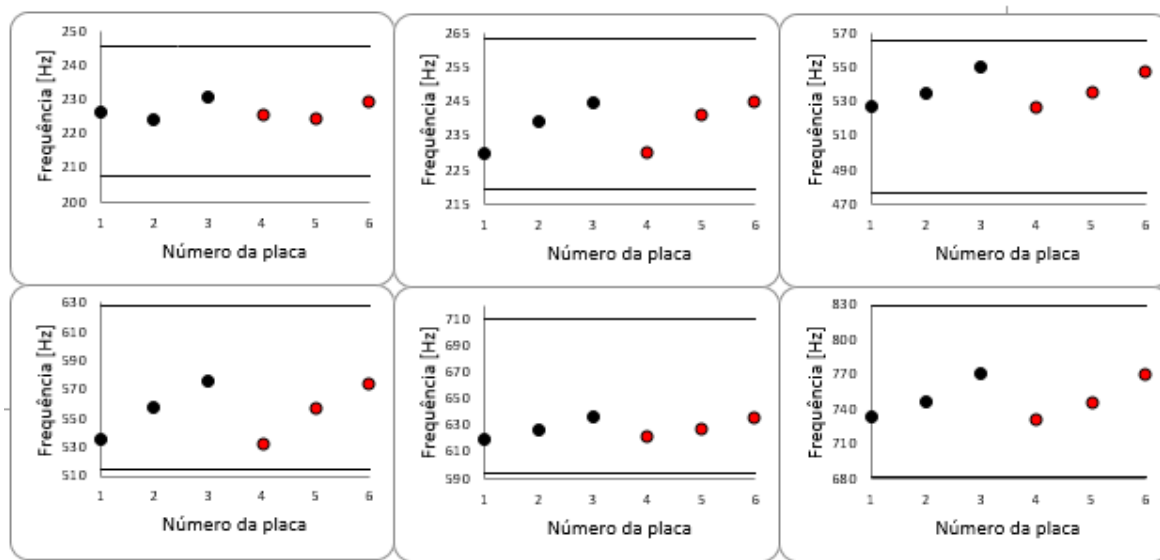 Frequência [Hz]
250
240
230
220
210
200
1 2 3 4 5 6
Número da placa
Frequência [Hz]
265
255
245
235
225
215
1 2 3 4 5 6
Número da placa
Frequência [Hz]
570
550
530
510
490
470
1 2 3 4 5 6
Número da placa
Frequência [Hz]
630
610
590
570
550
530
510
1 2 3 4 5 6
Número da placa
Frequência [Hz]
710
690
670
650
630
610
590
1 2 3 4 5 6
Número da placa
Frequência [Hz]
830
800
770
740
710
680
1 2 3 4 5 6
Número da placa